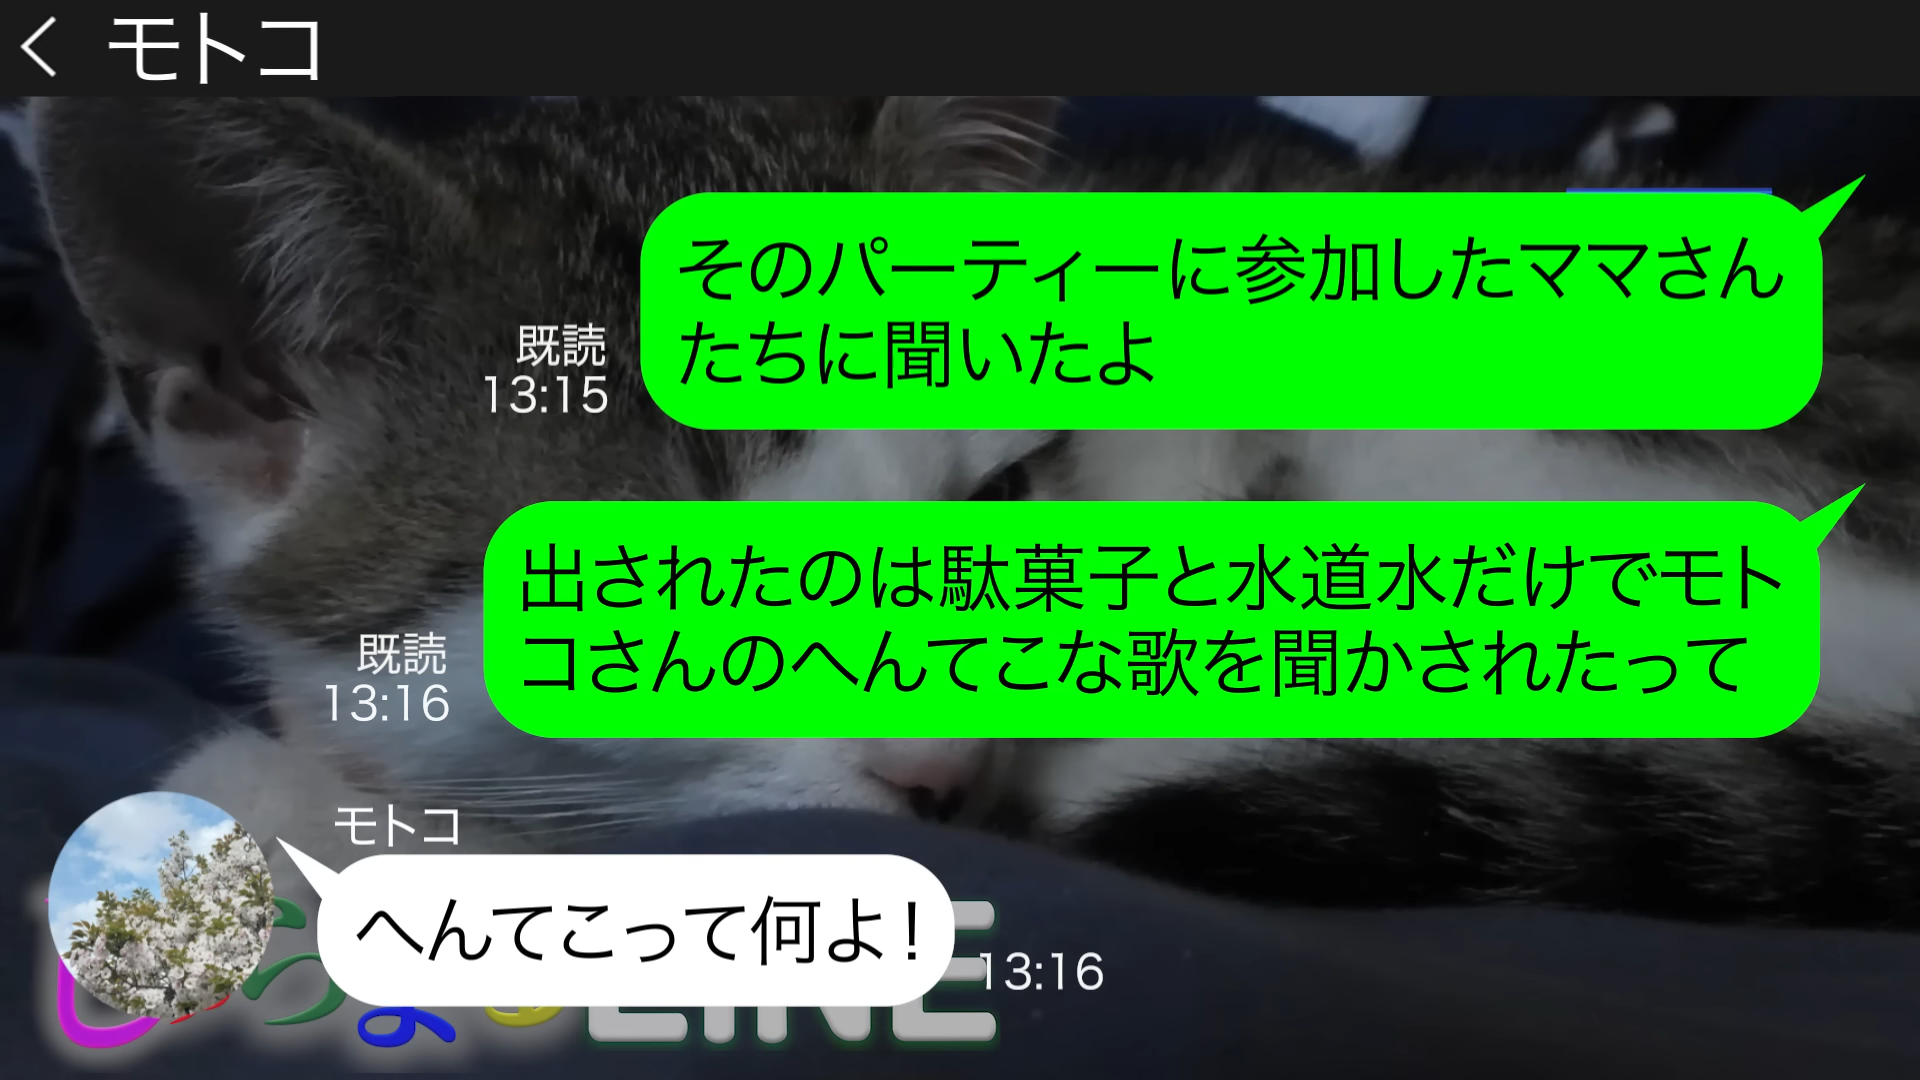 モトコ
そのパーティーに参加したママさん
たちに聞いたよ
既読
13:15
出されたのは駄菓子と水道水だけでモト
コさんのへんてこな歌を聞かされたって
既読
13:16
モトコ
へんてこって何よ！
13:16
LINE